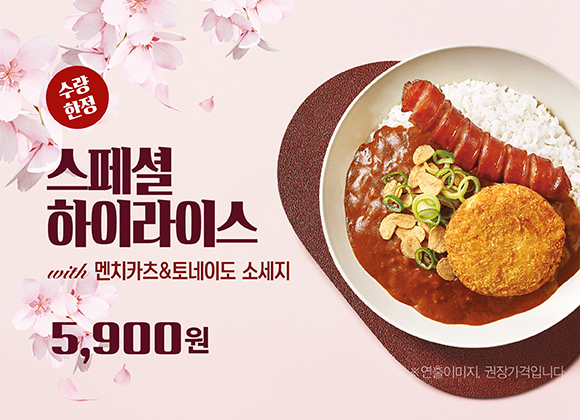 수량
한정
스페셜
하이라이스
with 멘치카츠&토네이도 소세지
5,900원
※연출이미지, 권장가격입니다.